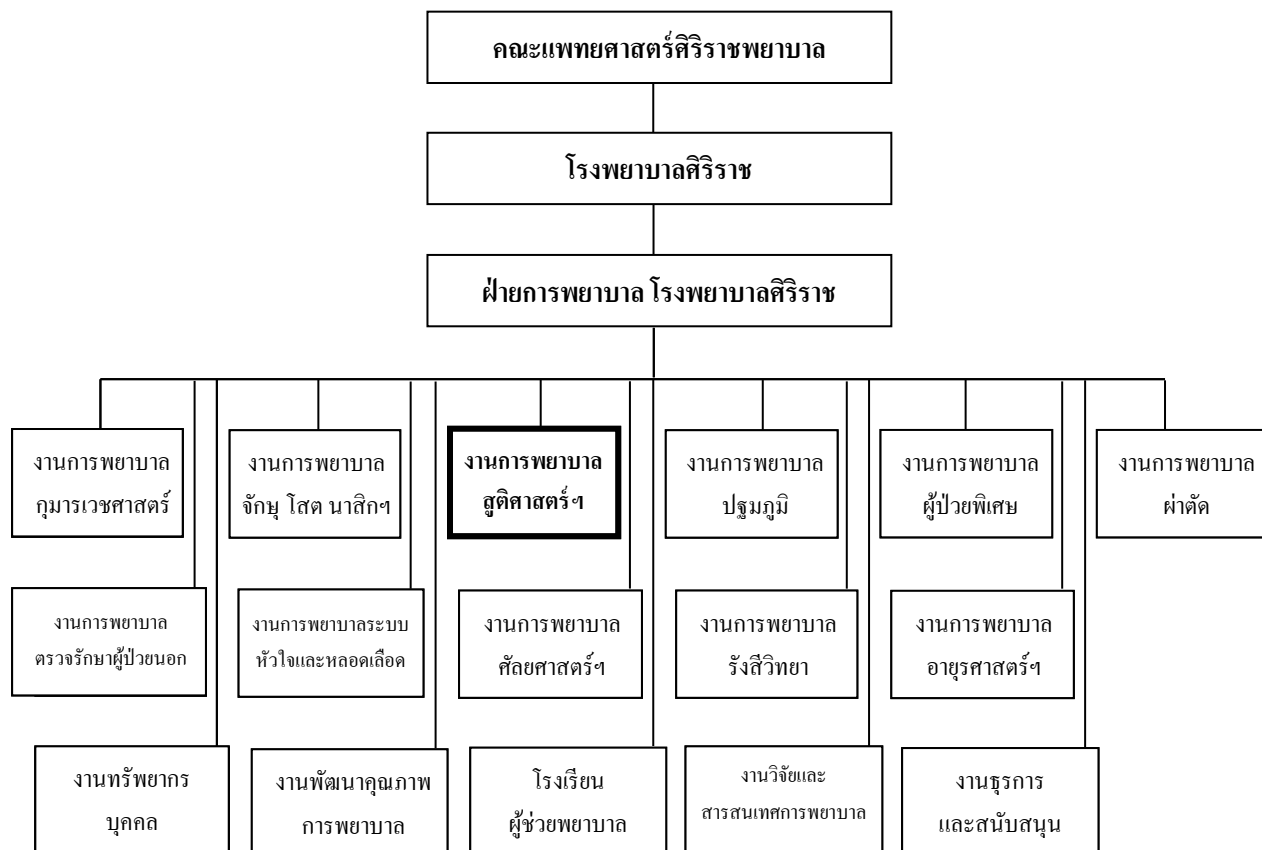 คณะแพทยศาสตร์ศิริราชพยาบาล
โรงพยาบาลศิริราช
ฝ่ายการพยาบาล โรงพยาบาลศิริราช
งานการพยาบาล
กุมารเวชศาสตร์
งานการพยาบาล
จักษุ โสต นาสิกฯ
งานการพยาบาล
สูติศาสตร์ฯ
งานการพยาบาล
ปฐมภูมิ
งานการพยาบาล
ผู้ป่วยพิเศษ
งานการพยาบาล
ผ่าตัด
งานการพยาบาล
ตรวจรักษาผู้ป่วยนอก
งานการพยาบาลระบบ
หัวใจและหลอดเลือด
งานการพยาบาล
ศัลยศาสตร์ฯ
งานการพยาบาล
รังสีวิทยา
งานการพยาบาล
อายุรศาสตร์ฯ
งานทรัพยากร
บุคคล
งานพัฒนาคุณภาพ
การพยาบาล
โรงเรียน
ผู้ช่วยพยาบาล
งานวิจัยและ
สารสนเทศการพยาบาล
งานธุรการ
และสนับสนุน